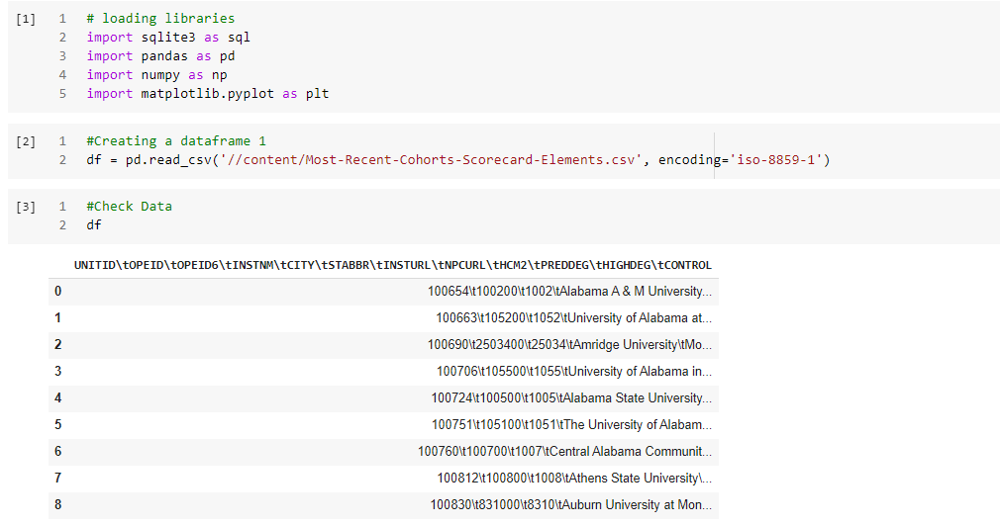 [1] 1 # loading libraries
2 import sqlite3 as sql
3 import pandas as pd
4 import numpy as np
5 import matplotlib.pyplot as plt
[2] 1 #Creating a dataframe 1
2 df = pd.read_csv('//content/Most-Recent-Cohorts-Scorecard-Elements.csv', encoding='iso-8859-1')
[3] 1 #Check Data
2 df
UNITID\tOPEID\tOPEID6\tINSTNM\tCITY\tSTABBR\tINSTURL\tNPCURL\tHCM2\tPREDDEG\tHIGHDEG\tCONTROL
0 100654\t100200\t1002\tAlabama A & M University...
1 100663\t105200\t1052\tUniversity of Alabama at...
2 100690\t2503400\t25034\tAmridge University\tMo...
3 100706\t105500\t1055\tUniversity of Alabama in...
4 100724\t100500\t1005\tAlabama State University...
5 100751\t105100\t1051\tThe University of Alabam...
6 100760\t100700\t1007\tCentral Alabama Communit...
7 100812\t100800\t1008\tAthens State University\...
8 100830\t831000\t8310\tAuburn University at Mon...